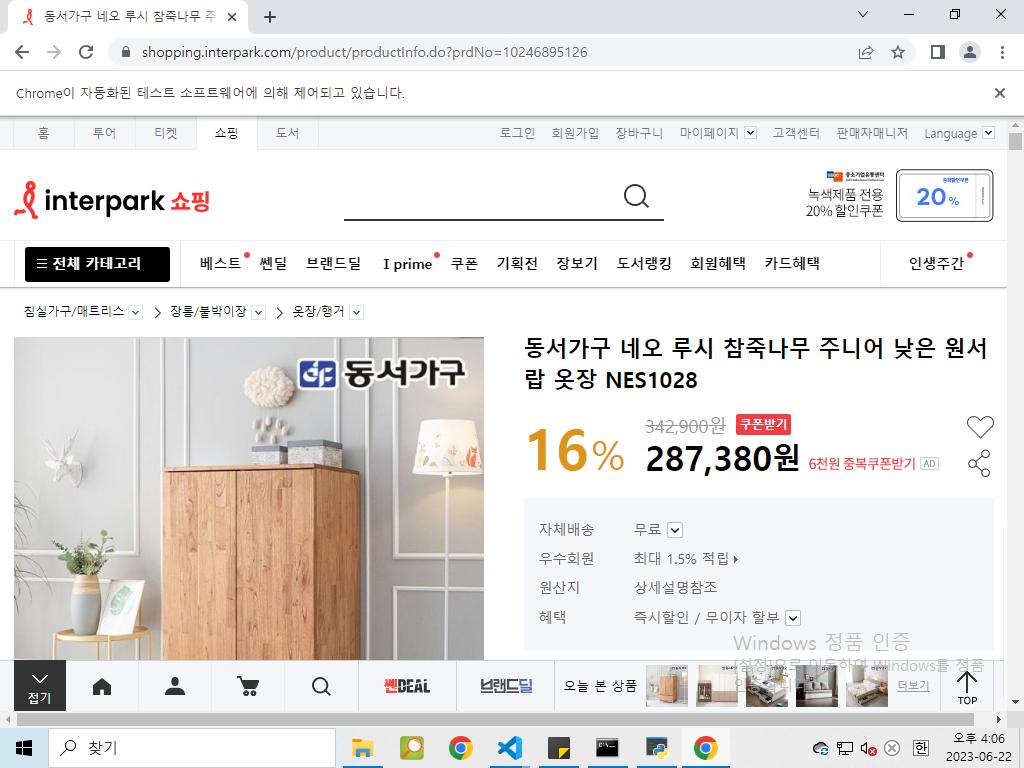 동서가구 네오 루시 참죽나무 주
shopping.interpark.com/product/productInfo.do?prdNo=10246895126
Chrome이 자동화된 테스트 소프트웨어에 의해 제어되고 있습니다.
홈 투어 티켓 쇼핑 도서 로그인 회원가입 장바구니 마이페이지 고객센터 판매자매니저 Language
interpark 쇼핑
중소기업유통센터
녹색제품 전용
20% 할인쿠폰
중복할인쿠폰
20%
전체 카테고리 베스트 쎈딜 브랜드딜 I prime 쿠폰 기획전 장보기 도서랭킹 회원혜택 카드혜택 인생주간
침실가구/매트리스 장롱/붙박이장 옷장/행거
동서가구
동서가구 네오 루시 참죽나무 주니어 낮은 원서
랍 옷장 NES1028
16% 342,900원 쿠폰받기
287,380원 6천원 중복쿠폰받기 AD
자체배송 무료
우수회원 최대 1.5% 적립
원산지 상세설명참조
혜택 즉시할인 / 무이자 할부
Windows 정품 인증
[설정]으로 이동하여 Windows를 정품
접기 쎈DEAL 브랜드딜 오늘 본 상품 더보기 TOP
찾기
한
오후 4:06
2023-06-22